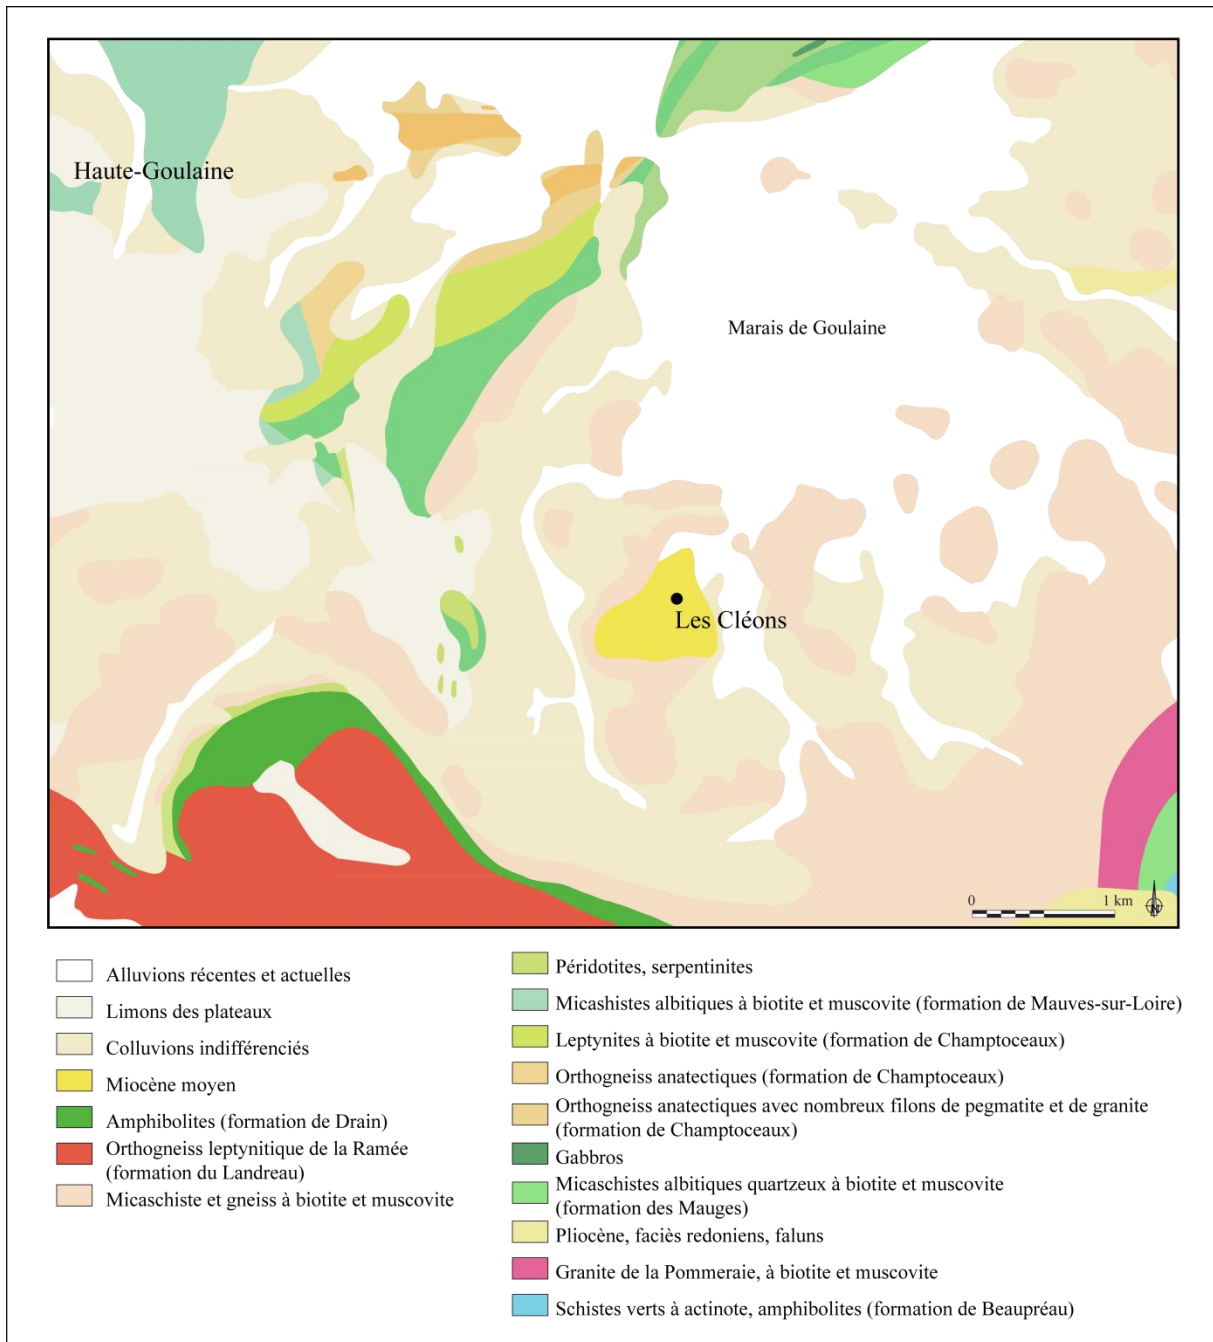 Haute-Goulaine
Marais de Goulaine
Les Cléons
0 1 km
N
Alluvions récentes et actuelles
Limons des plateaux
Colluvions indifférenciés
Miocène moyen
Amphibolites (formation de Drain)
Orthogneiss leptynitique de la Ramée
(formation du Landreau)
Micaschiste et gneiss à biotite et muscovite
Péridotites, serpentinites
Micashistes albitiques à biotite et muscovite (formation de Mauves-sur-Loire)
Leptynites à biotite et muscovite (formation de Champtoceaux)
Orthogneiss anatectiques (formation de Champtoceaux)
Orthogneiss anatectiques avec nombreux filons de pegmatite et de granite
(formation de Champtoceaux)
Gabbros
Micaschistes albitiques quartzeux à biotite et muscovite
(formation des Mauges)
Pliocène, faciès redoniens, faluns
Granite de la Pommeraie, à biotite et muscovite
Schistes verts à actinote, amphibolites (formation de Beaupréau)